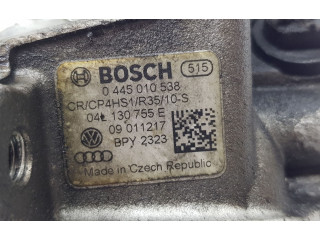 BOSCH 515
0 445 010 538
CR/CP4HS1/R35/10-S
04L 130 755 E
09 011217
BPY 2323
Made in Czech Republic